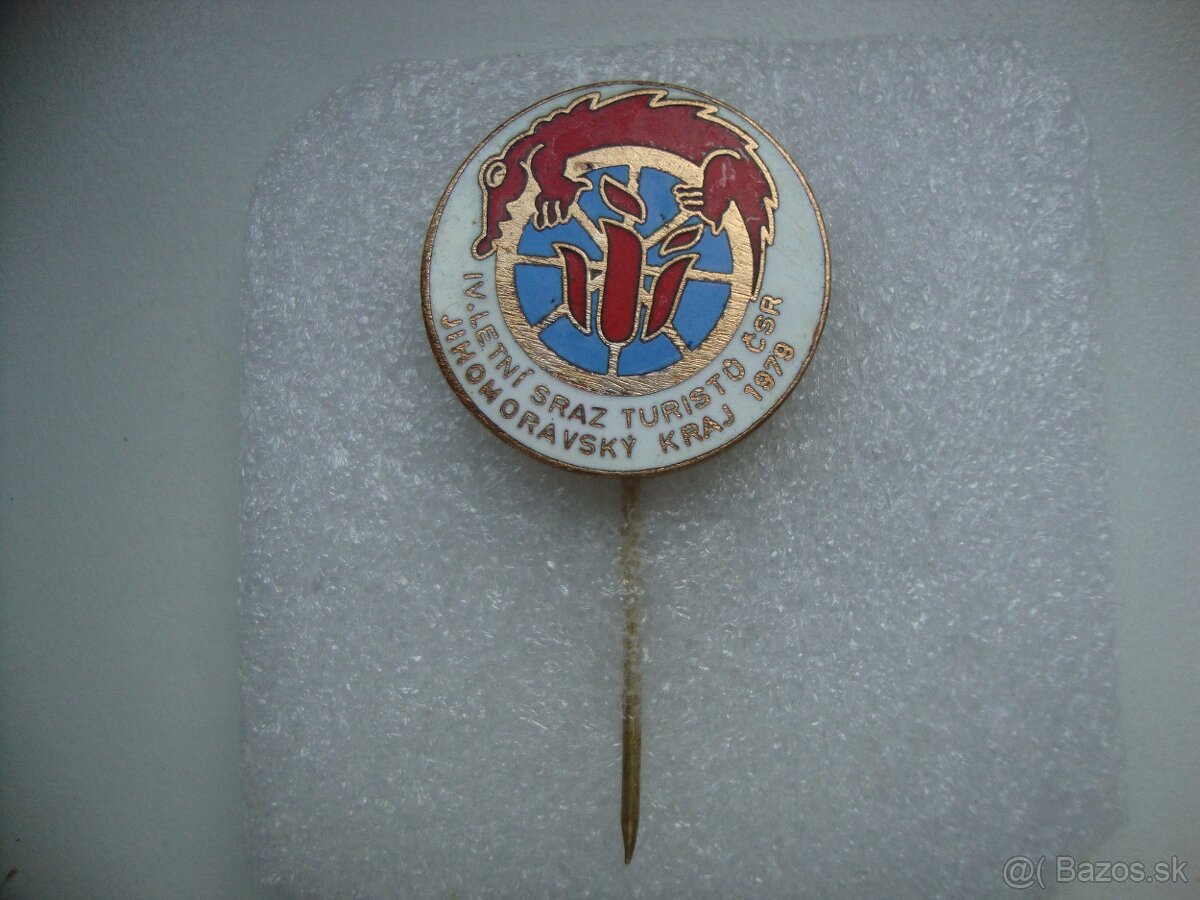 IV. LETNÍ SRAZ TURISTŮ ČSR
JIHOMORAVSKÝ KRAJ 1979
@( Bazos.sk